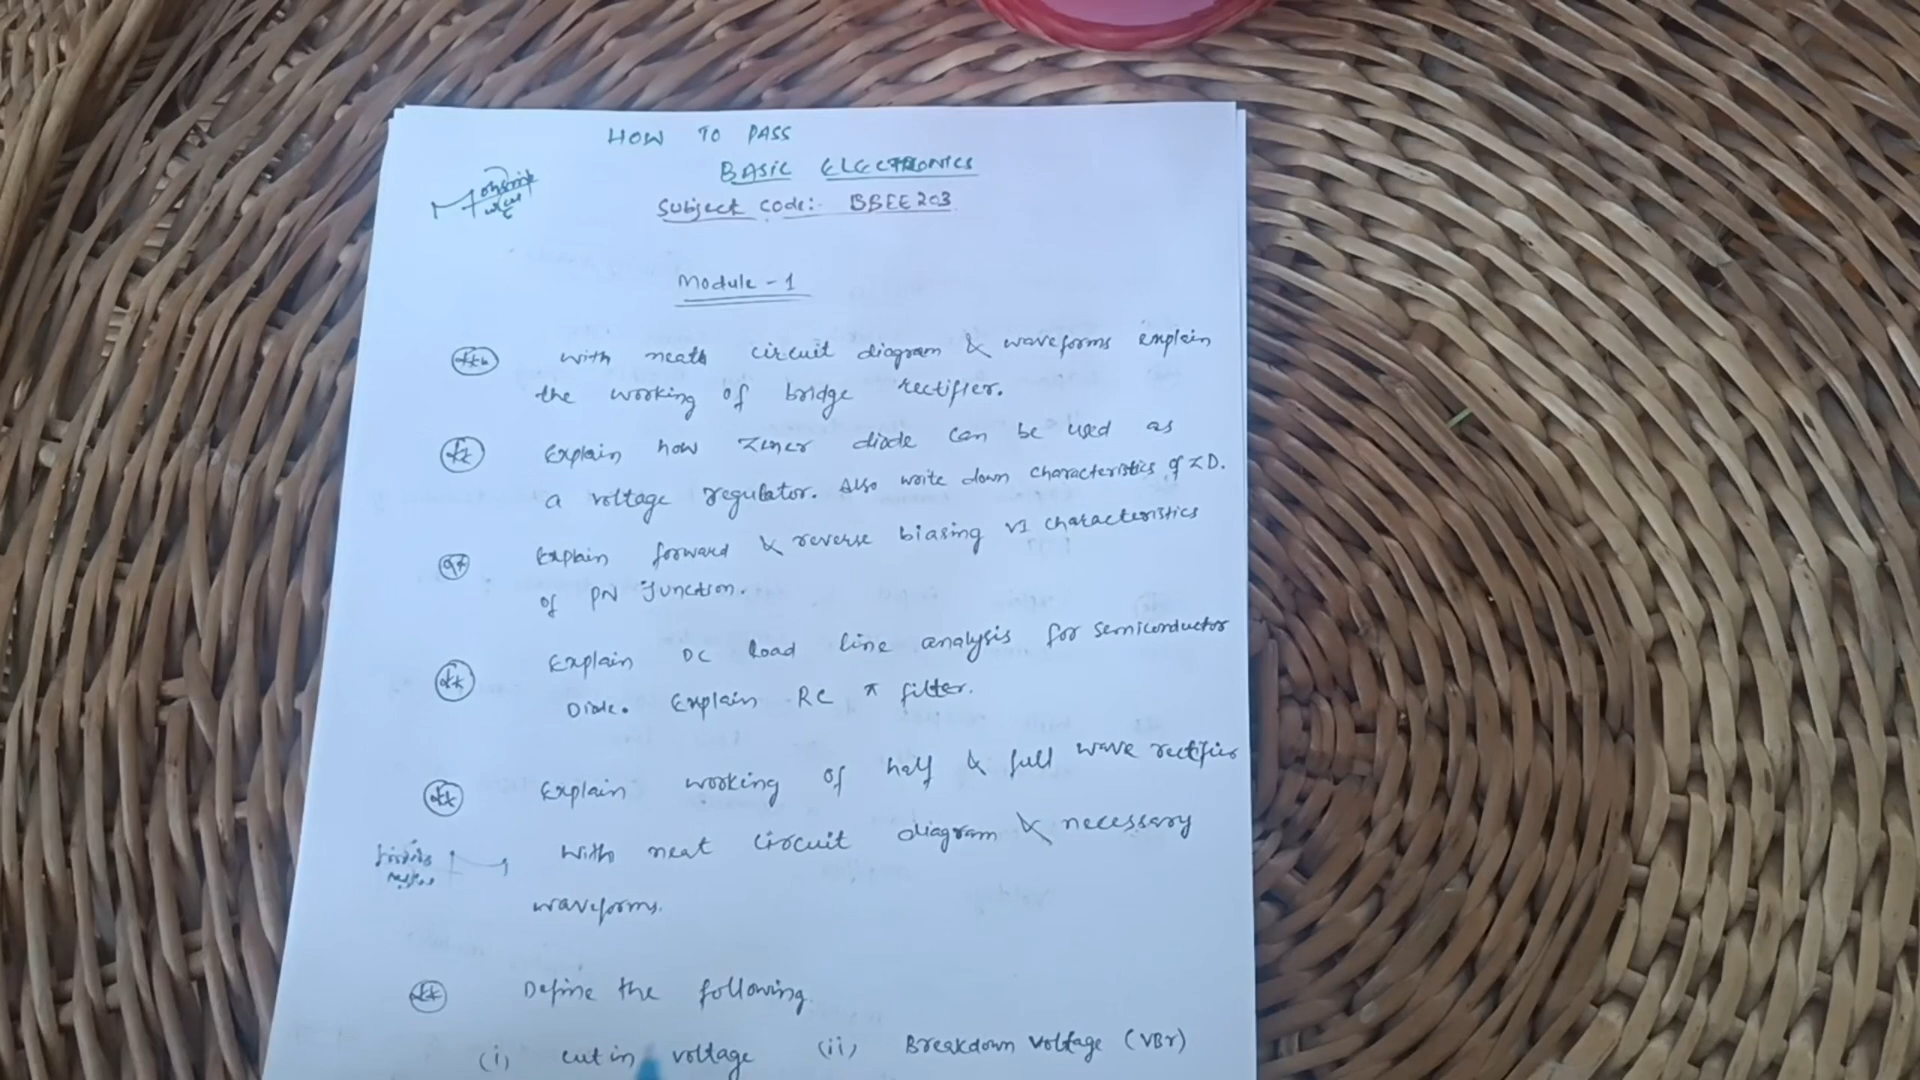 HOW TO PASS
BASIC ELECTRONICS
Subject Code:- BBEE203
Module - 1
with neat circuit diagram & waveforms explain
the working of bridge rectifier.
Explain how zener diode can be used as
a voltage regulator. Also write down characteristics of ZD.
Explain forward & reverse biasing VI characteristics
of PN Junction.
Explain DC load line analysis for semiconductor
Diode. Explain RC π filter.
Explain working of half & full wave rectifier
with neat circuit diagram & necessary
waveforms.
Define the following.
(i) cut in voltage (ii) Breakdown voltage (VBr)